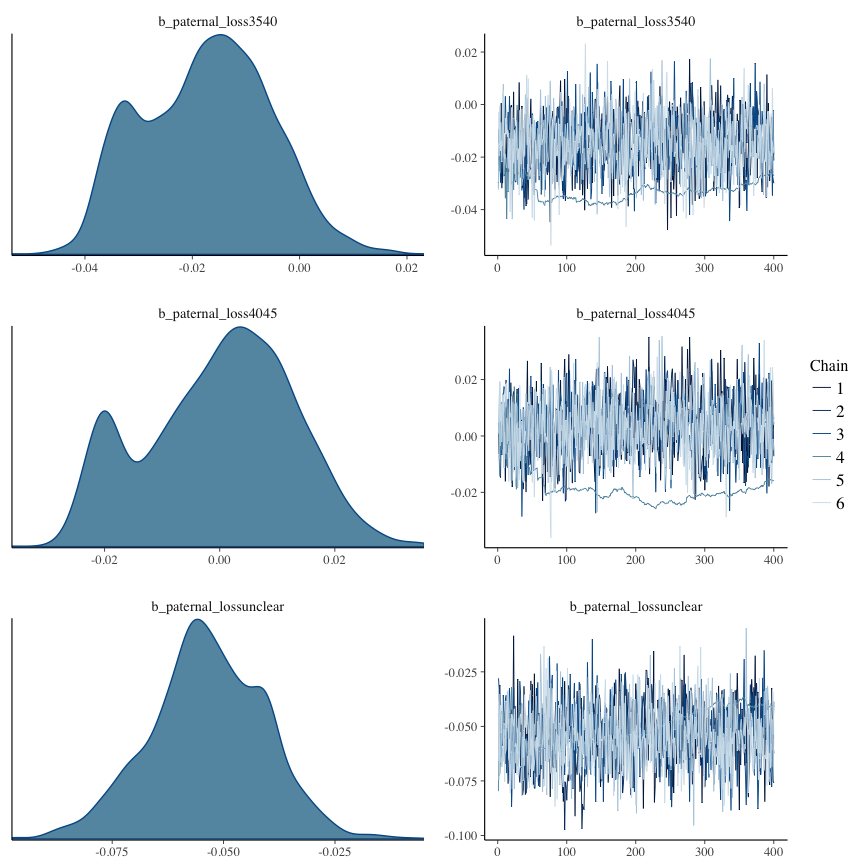 b_paternal_loss3540
-0.04 -0.02 0.00 0.02
b_paternal_loss3540
0.02
0.00
-0.02
-0.04
0 100 200 300 400
b_paternal_loss4045
-0.02 0.00 0.02
b_paternal_loss4045
0.02
0.00
-0.02
0 100 200 300 400
b_paternal_lossunclear
-0.075 -0.050 -0.025
b_paternal_lossunclear
-0.025
-0.050
-0.075
-0.100
0 100 200 300 400
Chain
1
2
3
4
5
6